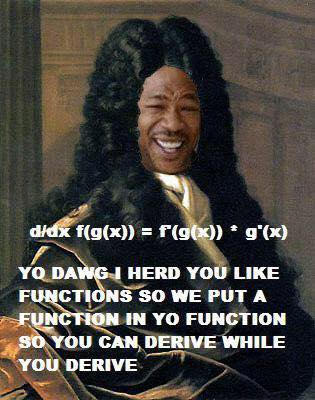 d/dx f(g(x)) = f'(g(x)) * g'(x)
YO DAWG I HERD YOU LIKE
FUNCTIONS SO WE PUT A
FUNCTION IN YO FUNCTION
SO YOU CAN DERIVE WHILE
YOU DERIVE